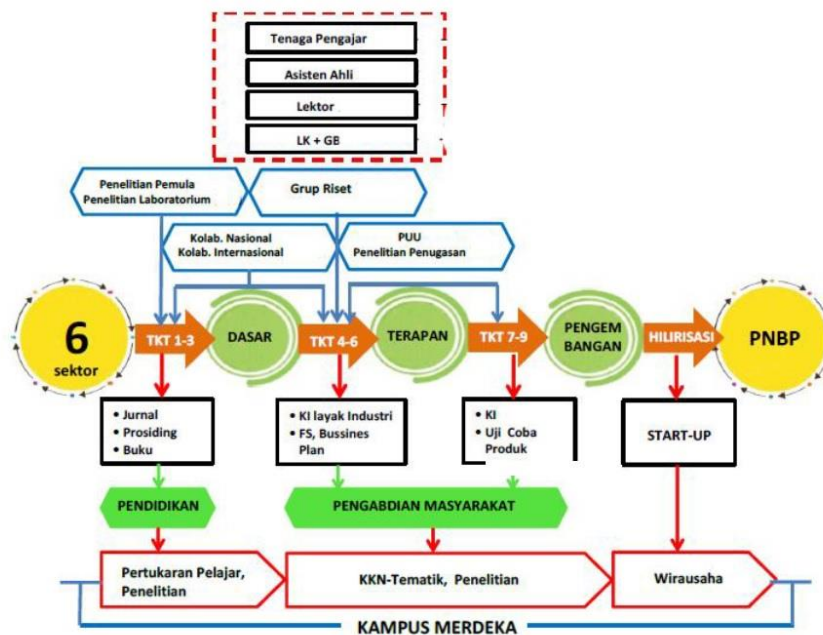 Tenaga Pengajar
Asisten Ahli
Lektor
LK + GB
Penelitian Pemula
Penelitian Laboratorium
Grup Riset
Kolab. Nasional
Kolab. Internasional
PUU
Penelitian Penugasan
6
sektor
TKT 1-3
DASAR
TKT 4-6
TERAPAN
TKT 7-9
PENGEM
BANGAN
HILIRISASI
PNBP
• Jurnal
• Prosiding
• Buku
• KI layak Industri
• FS, Bussines
Plan
• KI
• Uji Coba
Produk
START-UP
PENDIDIKAN
PENGABDIAN MASYARAKAT
Pertukaran Pelajar,
Penelitian
KKN-Tematik, Penelitian
Wirausaha
KAMPUS MERDEKA